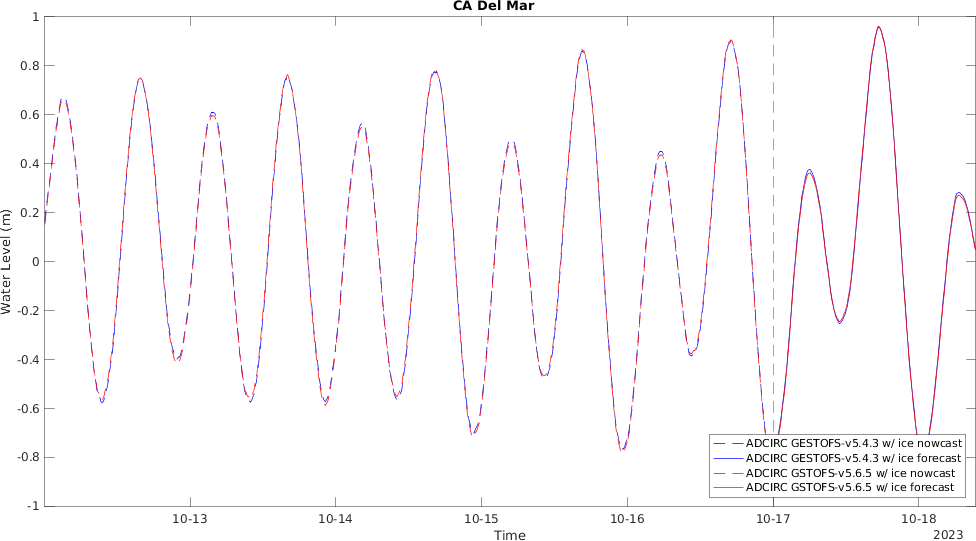 CA Del Mar
1
0.8
0.6
0.4
0.2
0
-0.2
-0.4
-0.6
-0.8
-1
Water Level (m)
10-13
10-14
10-15
10-16
10-17
10-18
Time
2023
ADCIRC GESTOFS-v5.4.3 w/ ice nowcast
ADCIRC GESTOFS-v5.4.3 w/ ice forecast
ADCIRC GSTOFS-v5.6.5 w/ ice nowcast
ADCIRC GSTOFS-v5.6.5 w/ ice forecast